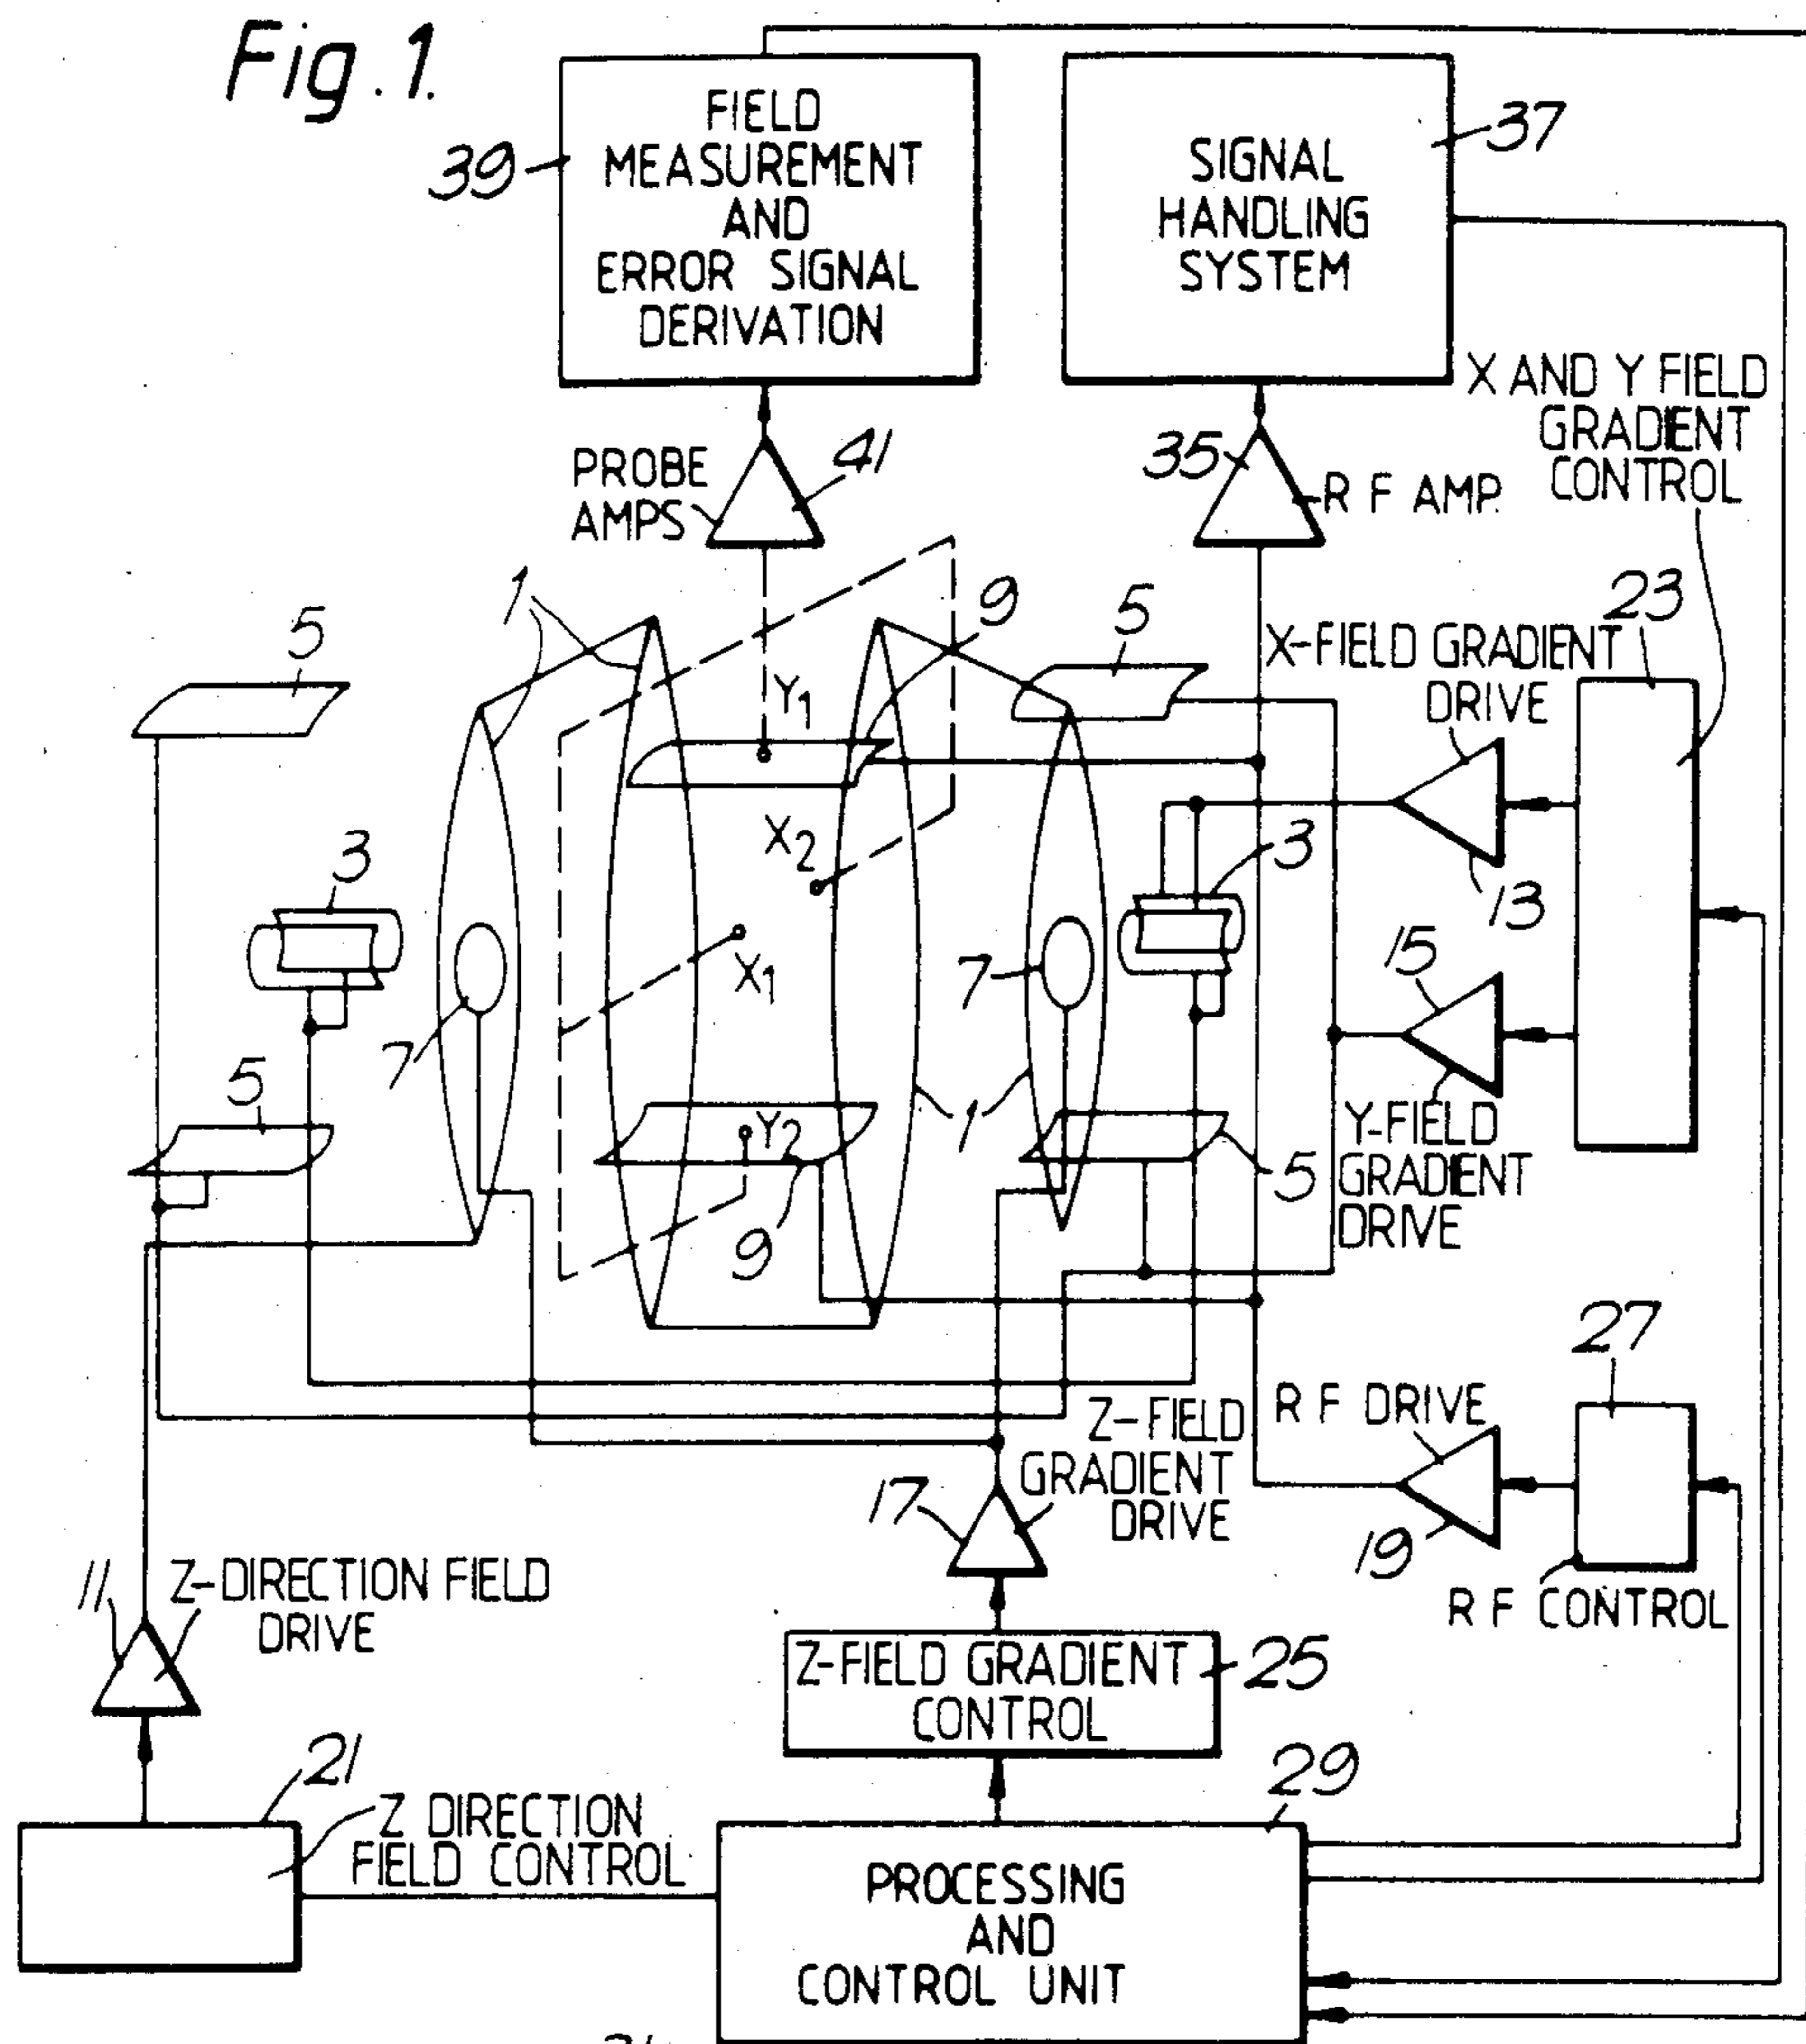 Fig. 1.
FIELD
MEASUREMENT
AND
ERROR SIGNAL
DERIVATION
39
SIGNAL
HANDLING
SYSTEM
37
X AND Y FIELD
GRADIENT
CONTROL
PROBE
AMPS
41
35
R F AMP.
1
9
5
5
23
X-FIELD GRADIENT
DRIVE
Y1
X2
3
3
13
X1
7
7
15
5
Y2
1
5
9
Y-FIELD
GRADIENT
DRIVE
27
R F DRIVE
Z-FIELD
GRADIENT
DRIVE
17
19
R F CONTROL
11
Z-DIRECTION FIELD
DRIVE
Z-FIELD GRADIENT
CONTROL
25
21
Z DIRECTION
FIELD CONTROL
29
PROCESSING
AND
CONTROL UNIT